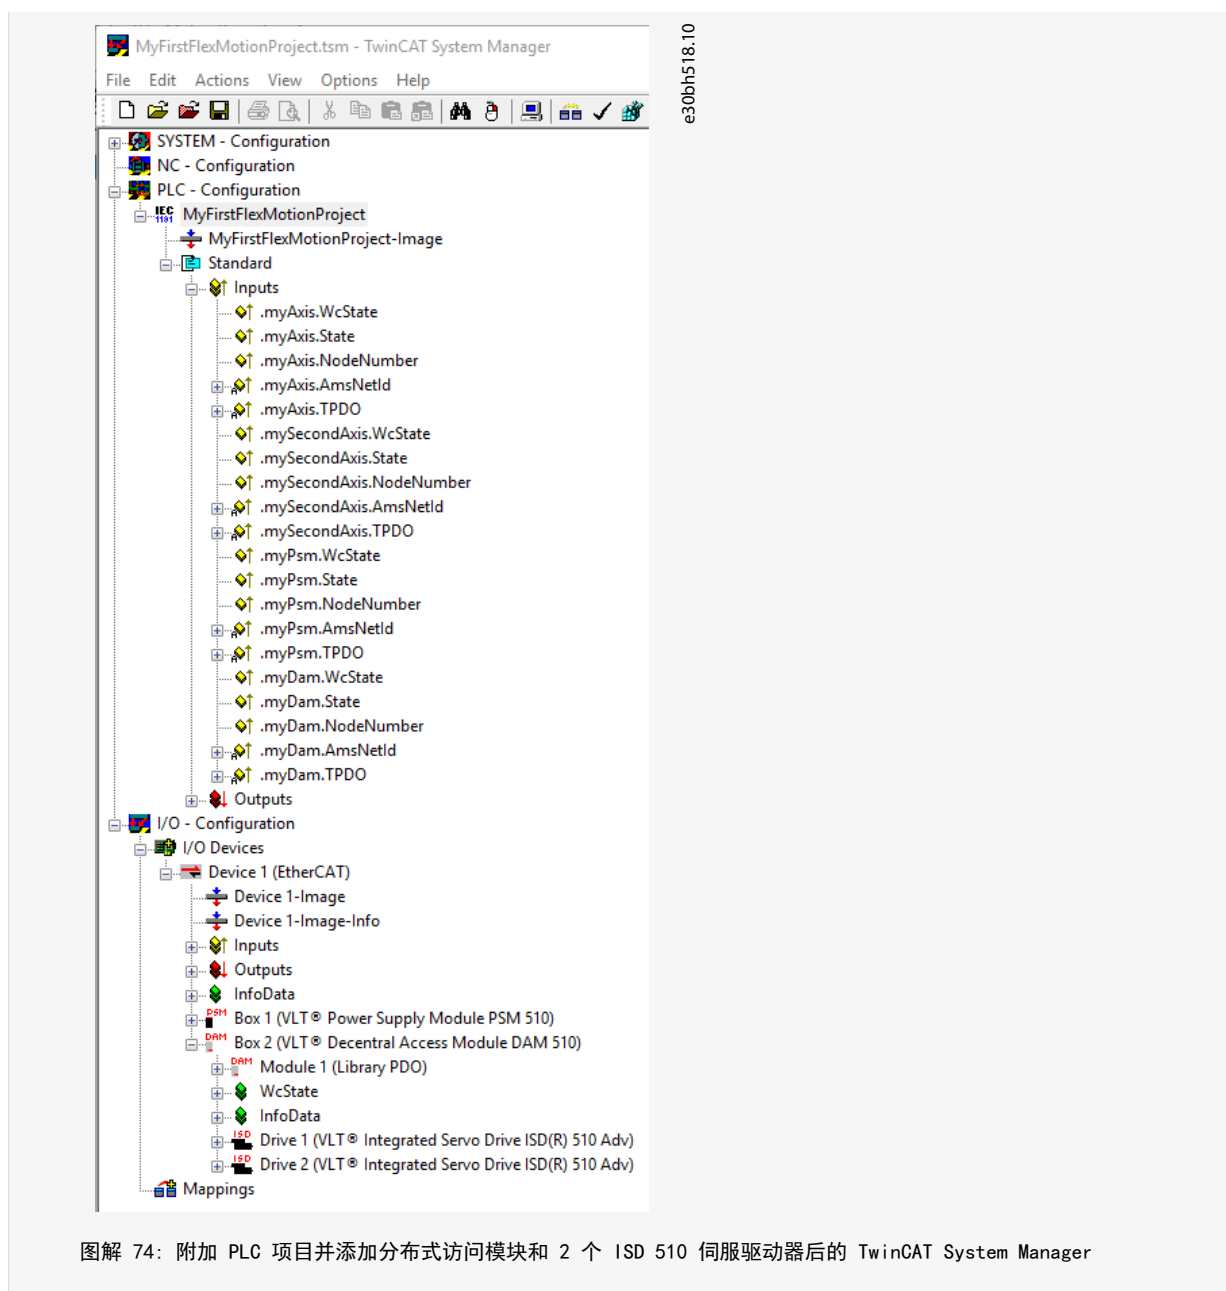 MyFirstFlexMotionProject.tsm - TwinCAT System Manager
File Edit Actions View Options Help
SYSTEM - Configuration
NC - Configuration
PLC - Configuration
IEC 1131 MyFirstFlexMotionProject
MyFirstFlexMotionProject-Image
Standard
Inputs
.myAxis.WcState
.myAxis.State
.myAxis.NodeNumber
.myAxis.AmsNetId
.myAxis.TPDO
.mySecondAxis.WcState
.mySecondAxis.State
.mySecondAxis.NodeNumber
.mySecondAxis.AmsNetId
.mySecondAxis.TPDO
.myPsm.WcState
.myPsm.State
.myPsm.NodeNumber
.myPsm.AmsNetId
.myPsm.TPDO
.myDam.WcState
.myDam.State
.myDam.NodeNumber
.myDam.AmsNetId
.myDam.TPDO
Outputs
I/O - Configuration
I/O Devices
Device 1 (EtherCAT)
Device 1-Image
Device 1-Image-Info
Inputs
Outputs
InfoData
PSM Box 1 (VLT® Power Supply Module PSM 510)
DAM Box 2 (VLT® Decentral Access Module DAM 510)
DAM Module 1 (Library PDO)
WcState
InfoData
ISD Drive 1 (VLT® Integrated Servo Drive ISD(R) 510 Adv)
ISD Drive 2 (VLT® Integrated Servo Drive ISD(R) 510 Adv)
Mappings
e30bh518.10
图解 74: 附加 PLC 项目并添加分布式访问模块和 2 个 ISD 510 伺服驱动器后的 TwinCAT System Manager